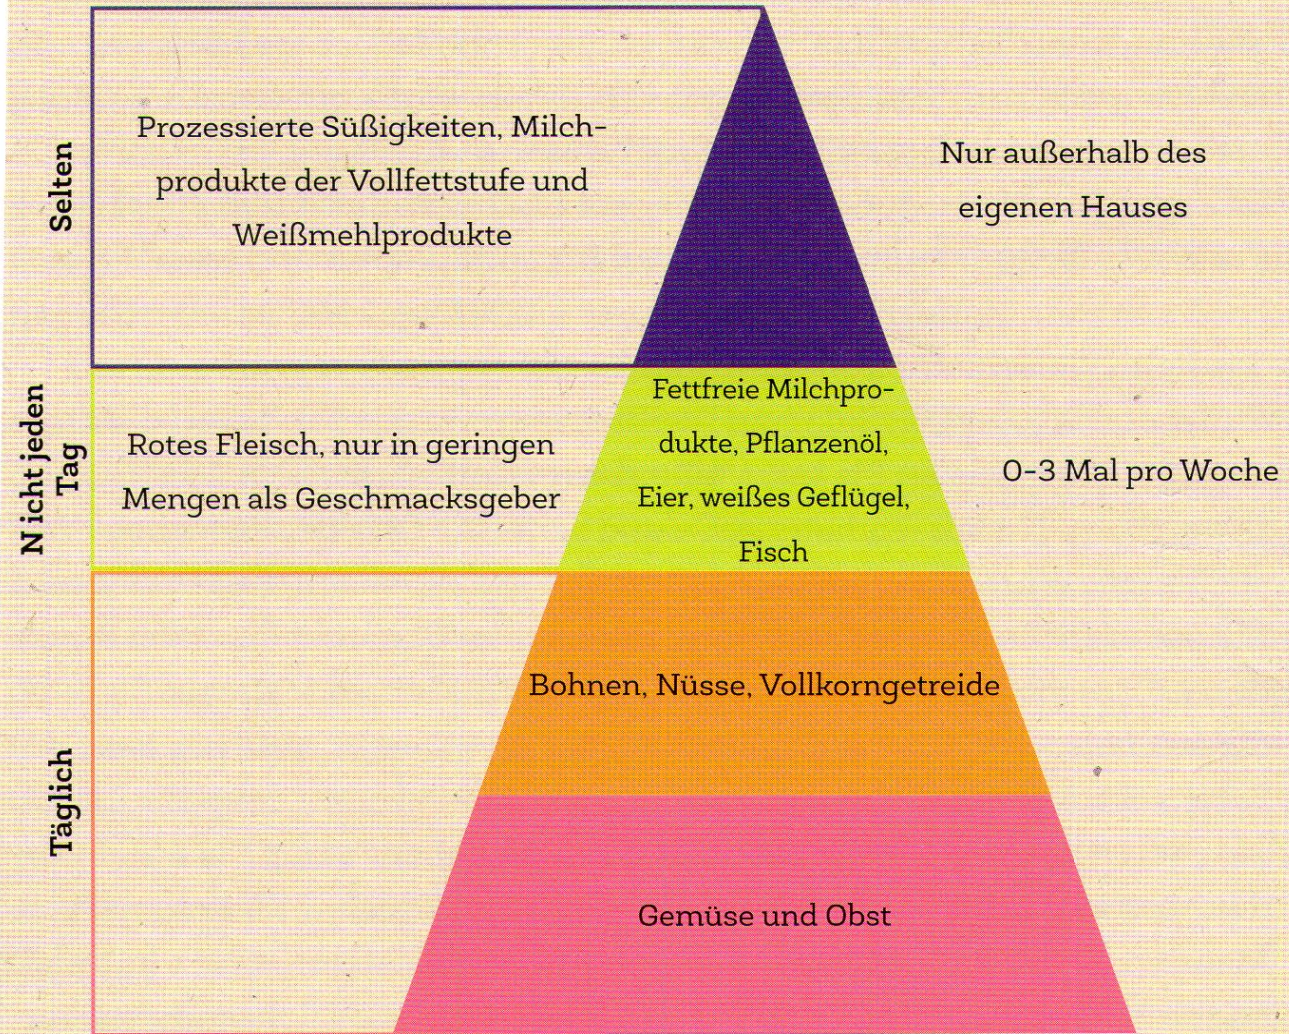 Selten
Prozessierte Süßigkeiten, Milch-
produkte der Vollfettstufe und
Weißmehlprodukte
Nur außerhalb des
eigenen Hauses
Nicht jeden
Tag
Rotes Fleisch, nur in geringen
Mengen als Geschmacksgeber
Fettfreie Milchpro-
dukte, Pflanzenöl,
Eier, weißes Geflügel,
Fisch
0-3 Mal pro Woche
Täglich
Bohnen, Nüsse, Vollkorngetreide
Gemüse und Obst